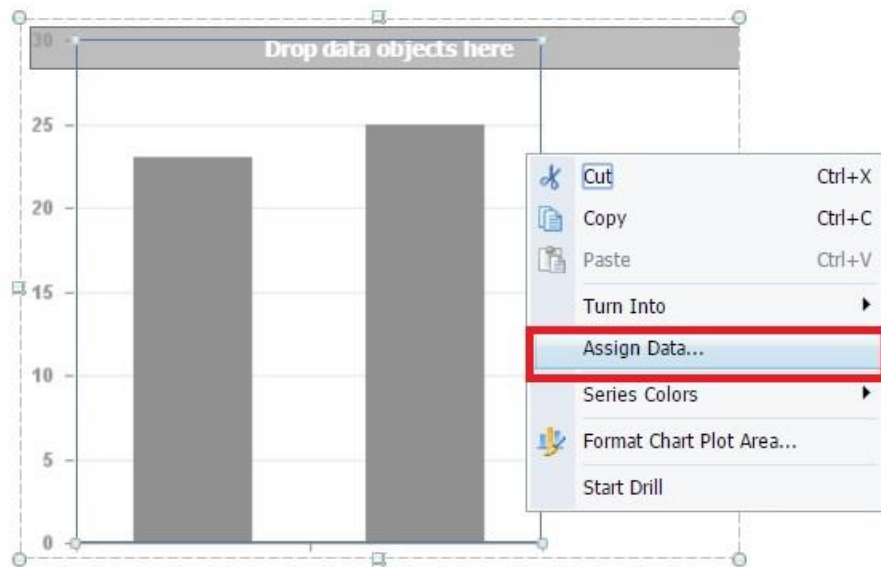 30
Drop data objects here
25
20
15
10
5
0
Cut Ctrl+X
Copy Ctrl+C
Paste Ctrl+V
Turn Into
Assign Data...
Series Colors
Format Chart Plot Area...
Start Drill